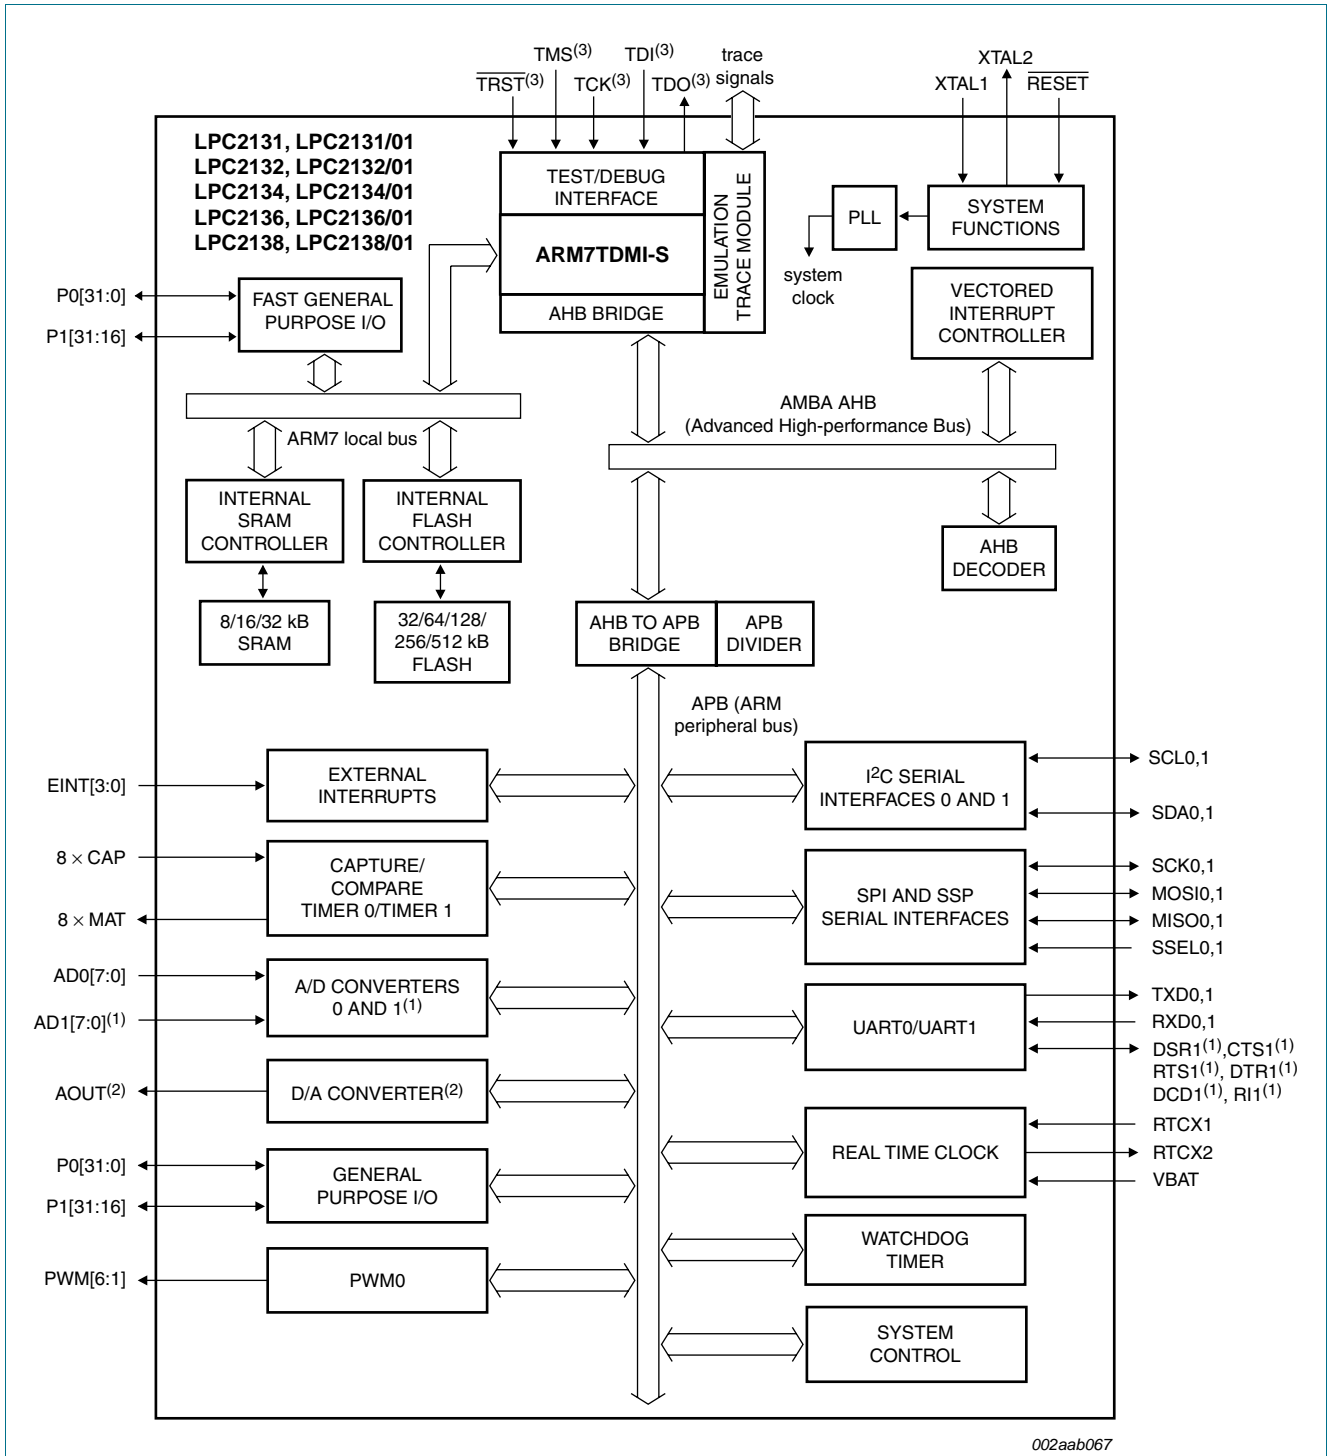 TMS(3)
TDI(3)
trace
signals
TRST(3)
TCK(3)
TDO(3)
XTAL2
XTAL1
RESET
LPC2131, LPC2131/01
LPC2132, LPC2132/01
LPC2134, LPC2134/01
LPC2136, LPC2136/01
LPC2138, LPC2138/01
TEST/DEBUG
INTERFACE
ARM7TDMI-S
AHB BRIDGE
EMULATION
TRACE MODULE
PLL
SYSTEM
FUNCTIONS
system
clock
VECTORED
INTERRUPT
CONTROLLER
P0[31:0]
P1[31:16]
FAST GENERAL
PURPOSE I/O
ARM7 local bus
AMBA AHB
(Advanced High-performance Bus)
INTERNAL
SRAM
CONTROLLER
INTERNAL
FLASH
CONTROLLER
AHB
DECODER
8/16/32 kB
SRAM
32/64/128/
256/512 kB
FLASH
AHB TO APB
BRIDGE
APB
DIVIDER
APB (ARM
peripheral bus)
EINT[3:0]
EXTERNAL
INTERRUPTS
I2C SERIAL
INTERFACES 0 AND 1
SCL0,1
SDA0,1
8 × CAP
8 × MAT
CAPTURE/
COMPARE
TIMER 0/TIMER 1
SPI AND SSP
SERIAL INTERFACES
SCK0,1
MOSI0,1
MISO0,1
SSEL0,1
AD0[7:0]
AD1[7:0](1)
A/D CONVERTERS
0 AND 1(1)
UART0/UART1
TXD0,1
RXD0,1
DSR1(1),CTS1(1)
RTS1(1), DTR1(1)
DCD1(1), RI1(1)
AOUT(2)
D/A CONVERTER(2)
REAL TIME CLOCK
RTCX1
RTCX2
VBAT
P0[31:0]
P1[31:16]
GENERAL
PURPOSE I/O
WATCHDOG
TIMER
PWM[6:1]
PWM0
SYSTEM
CONTROL
002aab067